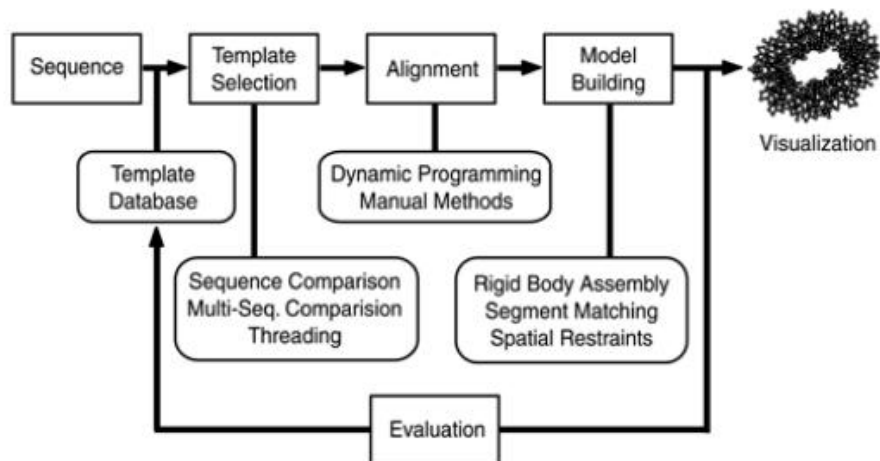 Sequence
Template
Selection
Alignment
Model
Building
Visualization
Template
Database
Dynamic Programming
Manual Methods
Sequence Comparison
Multi-Seq. Comparision
Threading
Rigid Body Assembly
Segment Matching
Spatial Restraints
Evaluation